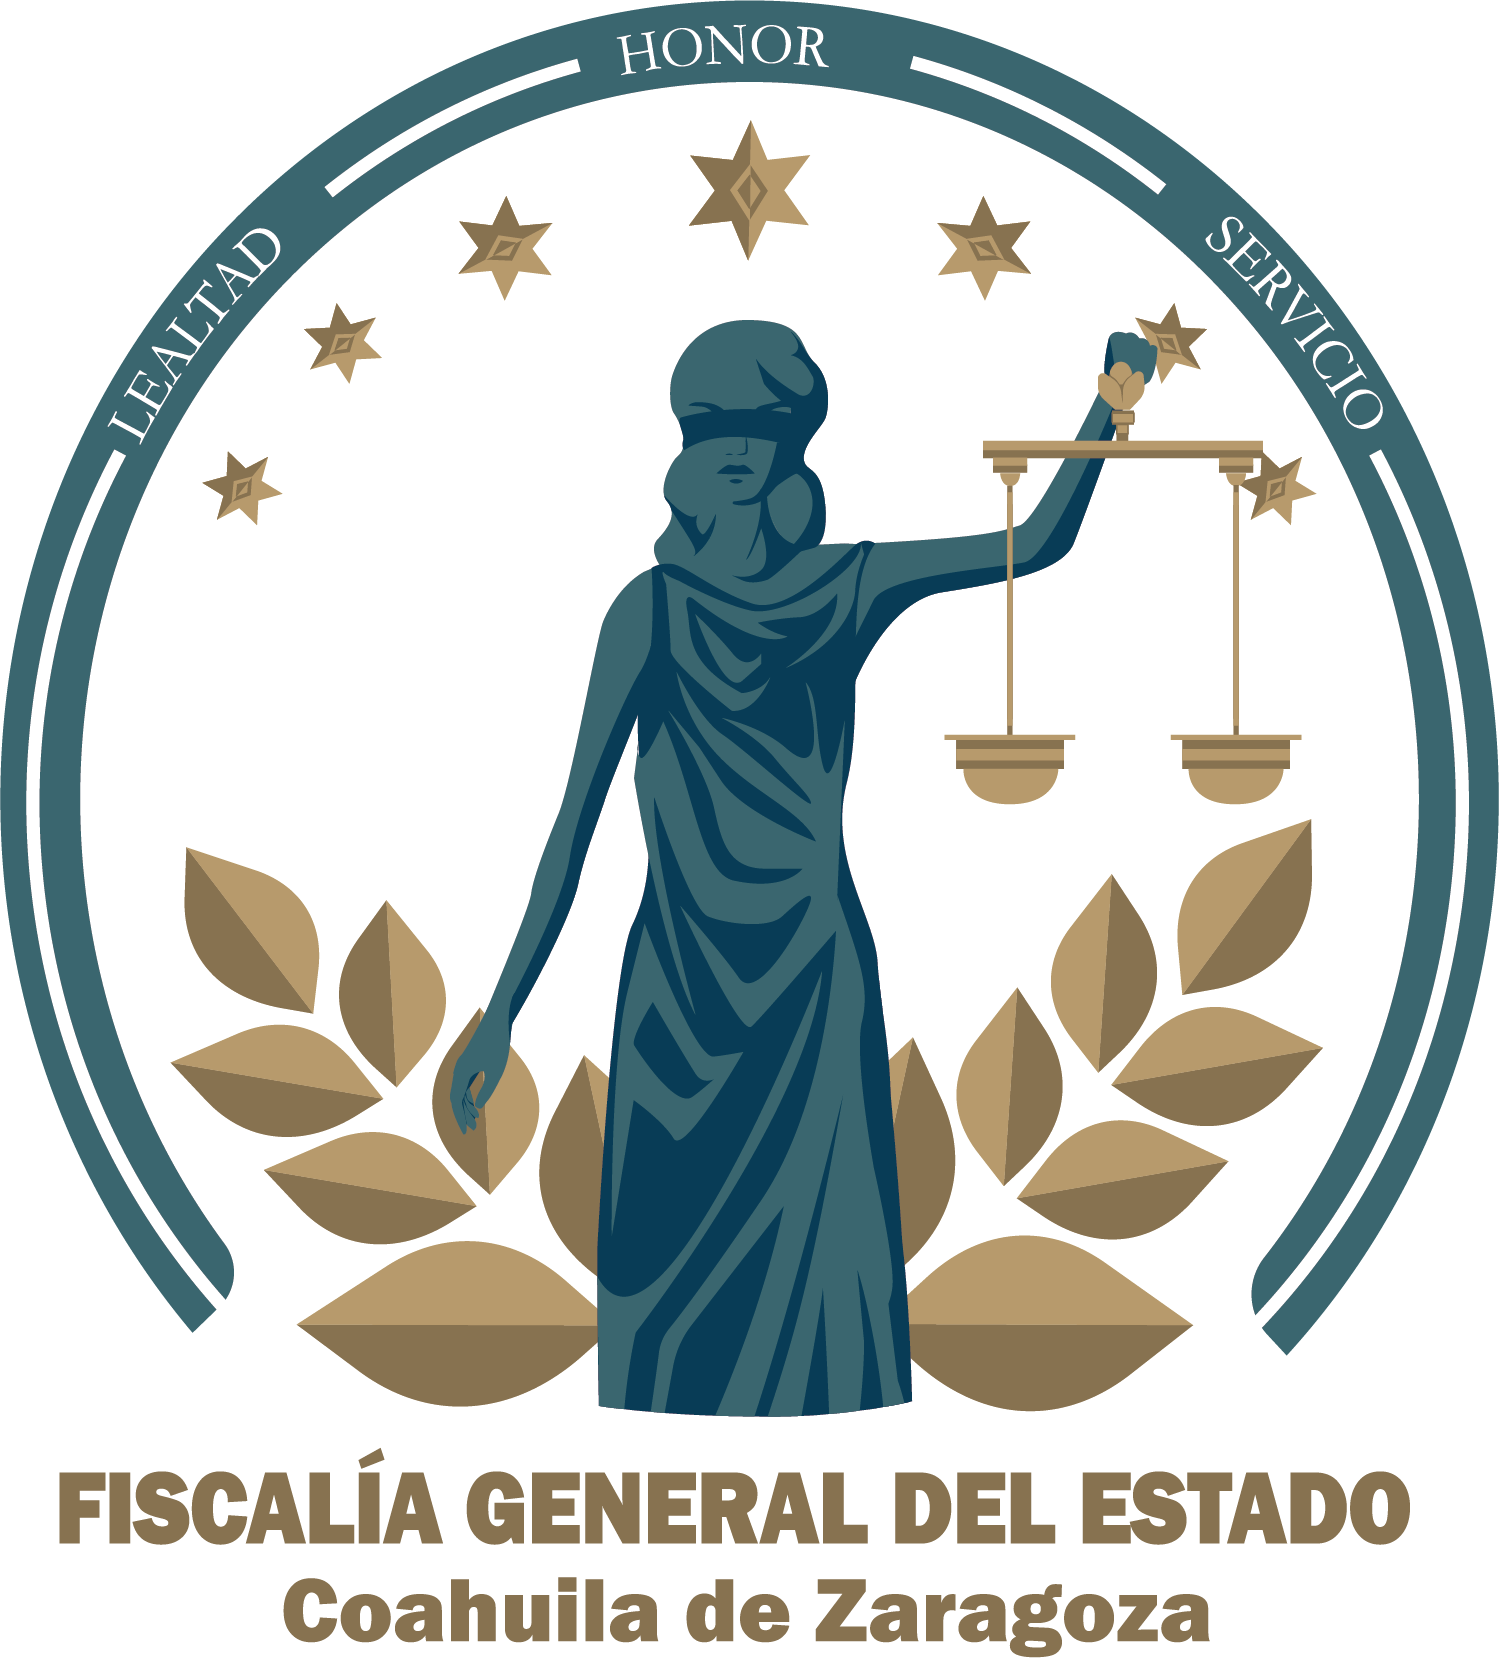 LEALTAD
HONOR
SERVICIO
FISCALÍA GENERAL DEL ESTADO
Coahuila de Zaragoza